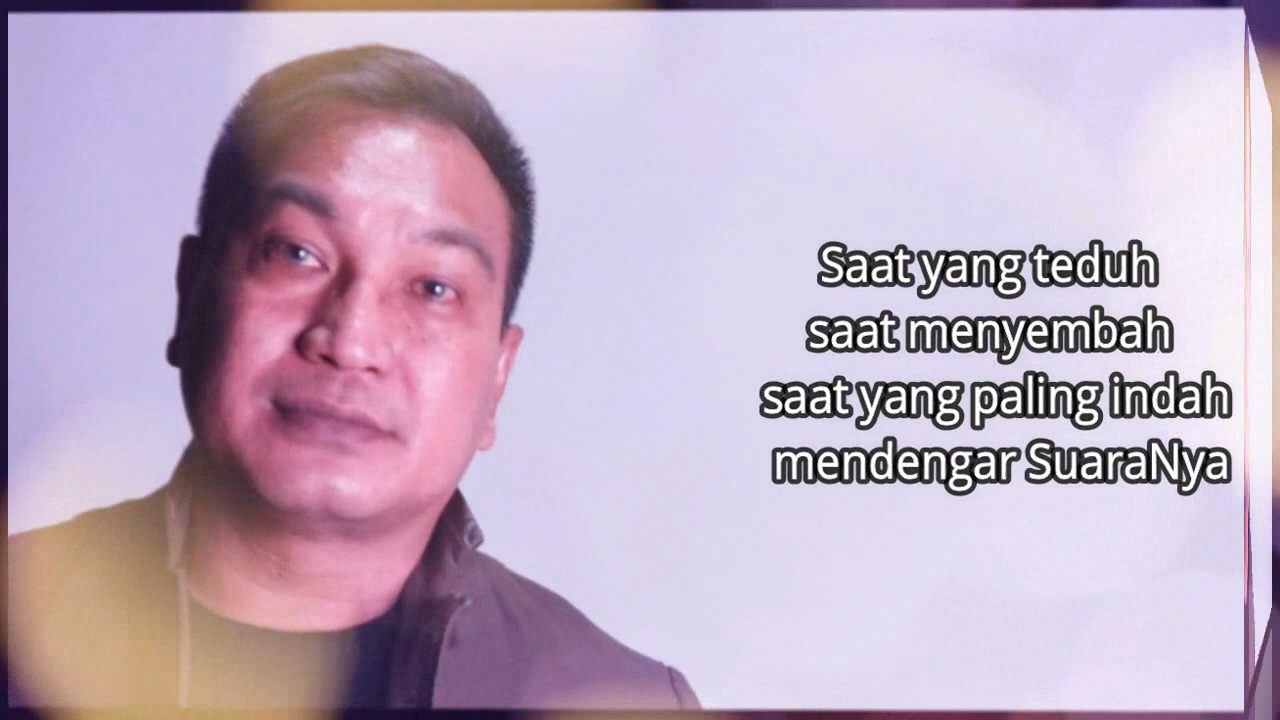 Saat yang teduh
saat menyembah
saat yang paling indah
mendengar SuaraNya